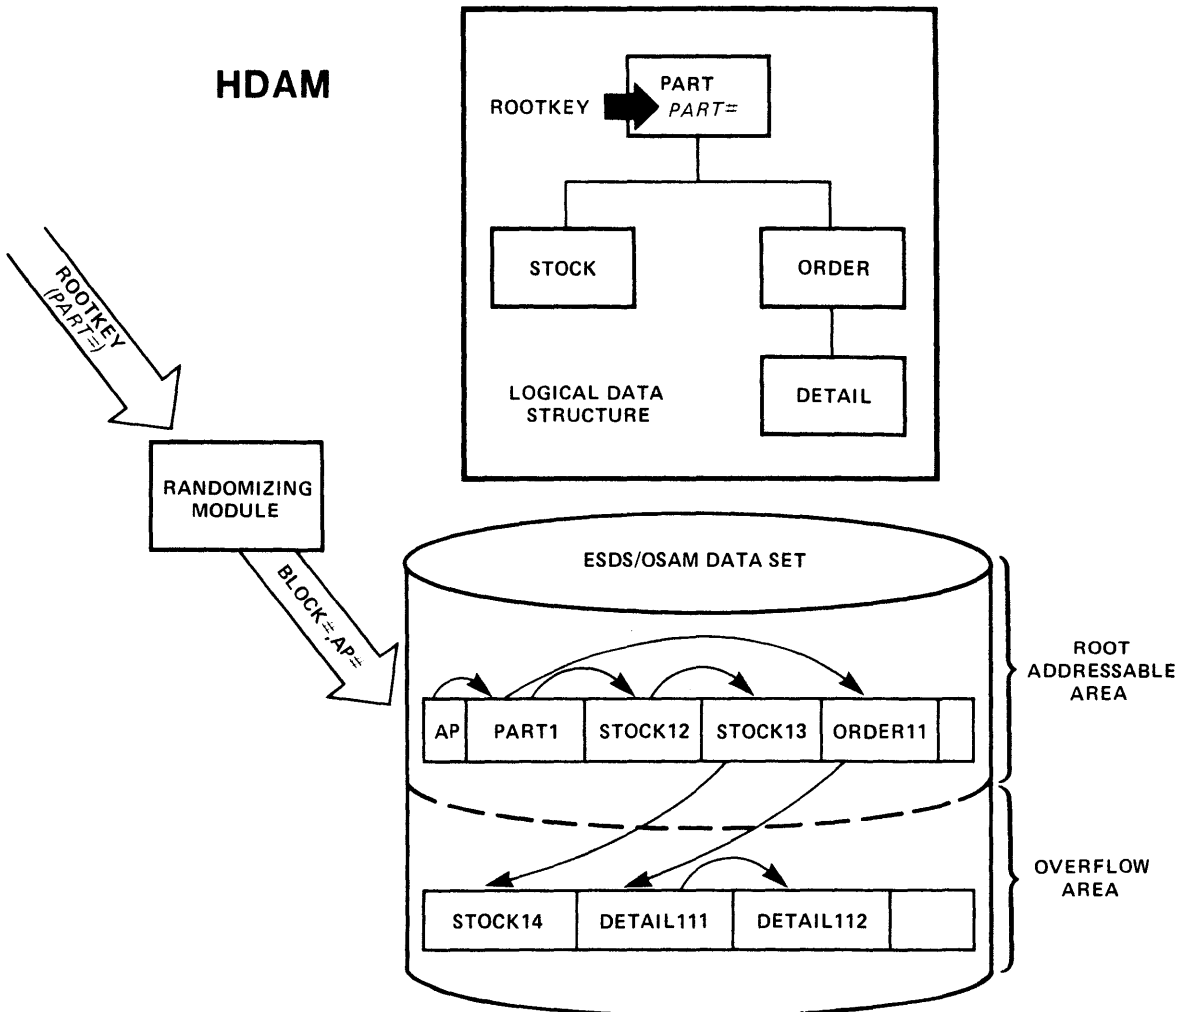 HDAM
PART
ROOTKEY
PART#
STOCK
ORDER
LOGICAL DATA
STRUCTURE
DETAIL
ROOTKEY
(PART#)
RANDOMIZING
MODULE
BLOCK#,AP#
ESDS/OSAM DATA SET
ROOT
ADDRESSABLE
AREA
AP
PART1
STOCK12
STOCK13
ORDER11
OVERFLOW
AREA
STOCK14
DETAIL111
DETAIL112